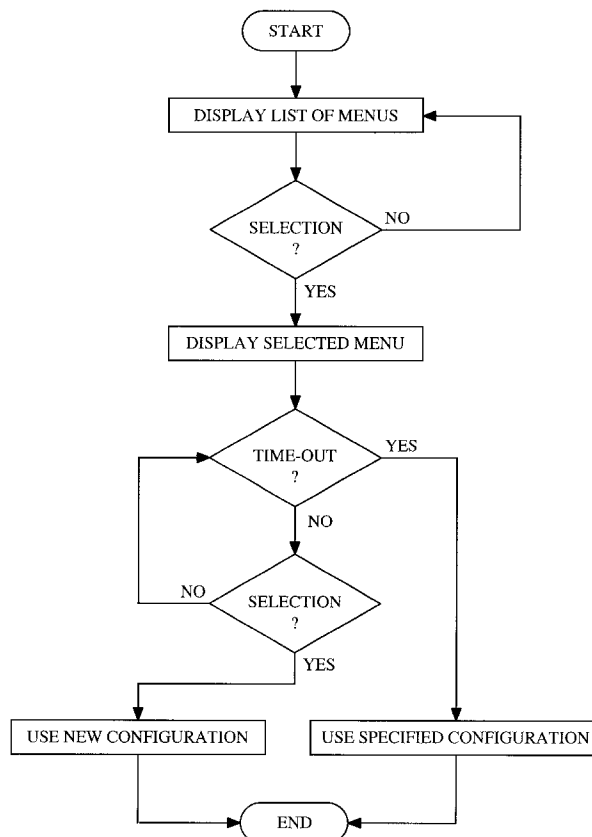 START
DISPLAY LIST OF MENUS
SELECTION
?
NO
YES
DISPLAY SELECTED MENU
TIME-OUT
?
YES
NO
SELECTION
?
NO
YES
USE NEW CONFIGURATION
USE SPECIFIED CONFIGURATION
END